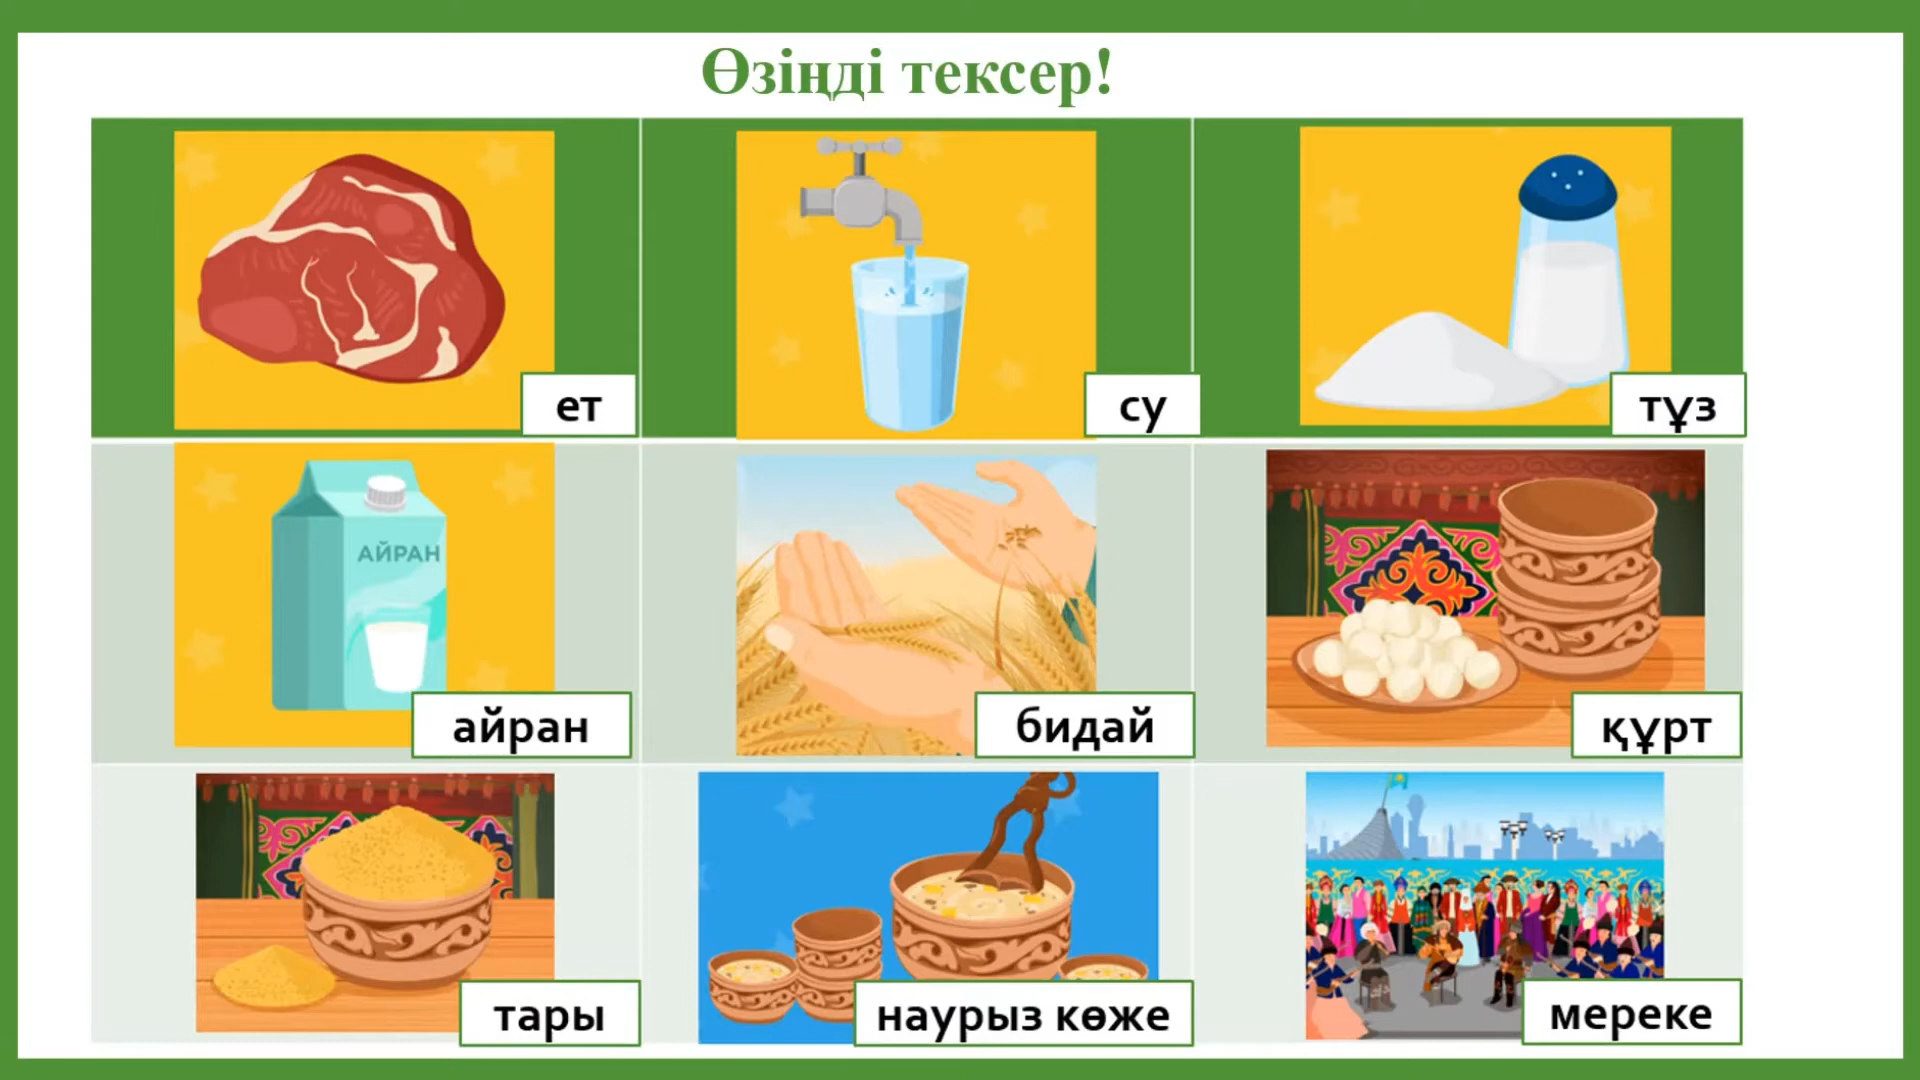 Өзіңді тексер!
ет
су
тұз
АЙРАН
айран
бидай
құрт
тары
наурыз көже
мереке